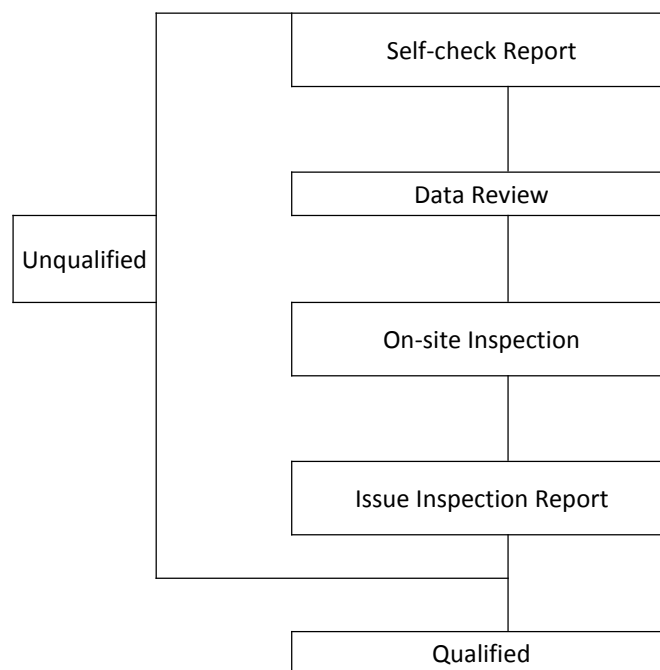 Self-check Report
Data Review
Unqualified
On-site Inspection
Issue Inspection Report
Qualified